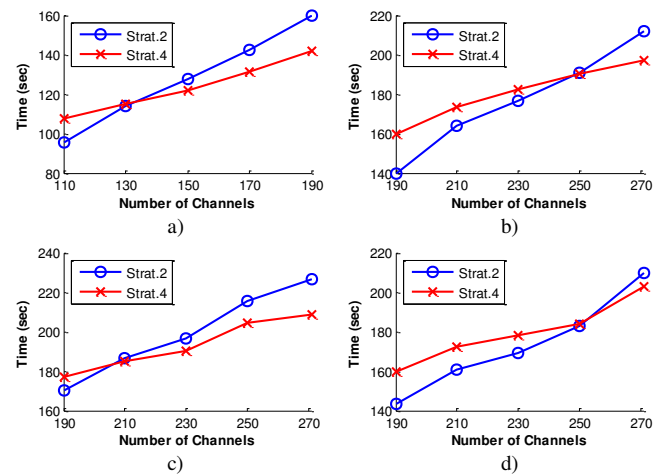 160
140
120
100
80
Time (sec)
Strat.2
Strat.4
110 130 150 170 190
Number of Channels
a)
220
200
180
160
140
Time (sec)
Strat.2
Strat.4
190 210 230 250 270
Number of Channels
b)
240
220
200
180
160
Time (sec)
Strat.2
Strat.4
190 210 230 250 270
Number of Channels
c)
220
200
180
160
140
Time (sec)
Strat.2
Strat.4
190 210 230 250 270
Number of Channels
d)